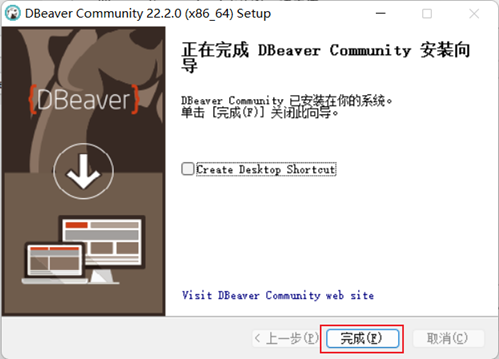 DBeaver Community 22.2.0 (x86_64) Setup
正在完成 DBeaver Community 安装向
导
{DBeaver}
DBeaver Community 已安装在你的系统。
单击 [完成(F)] 关闭此向导。
Create Desktop Shortcut
Visit DBeaver Community web site
< 上一步(P)
完成(F)
取消(C)